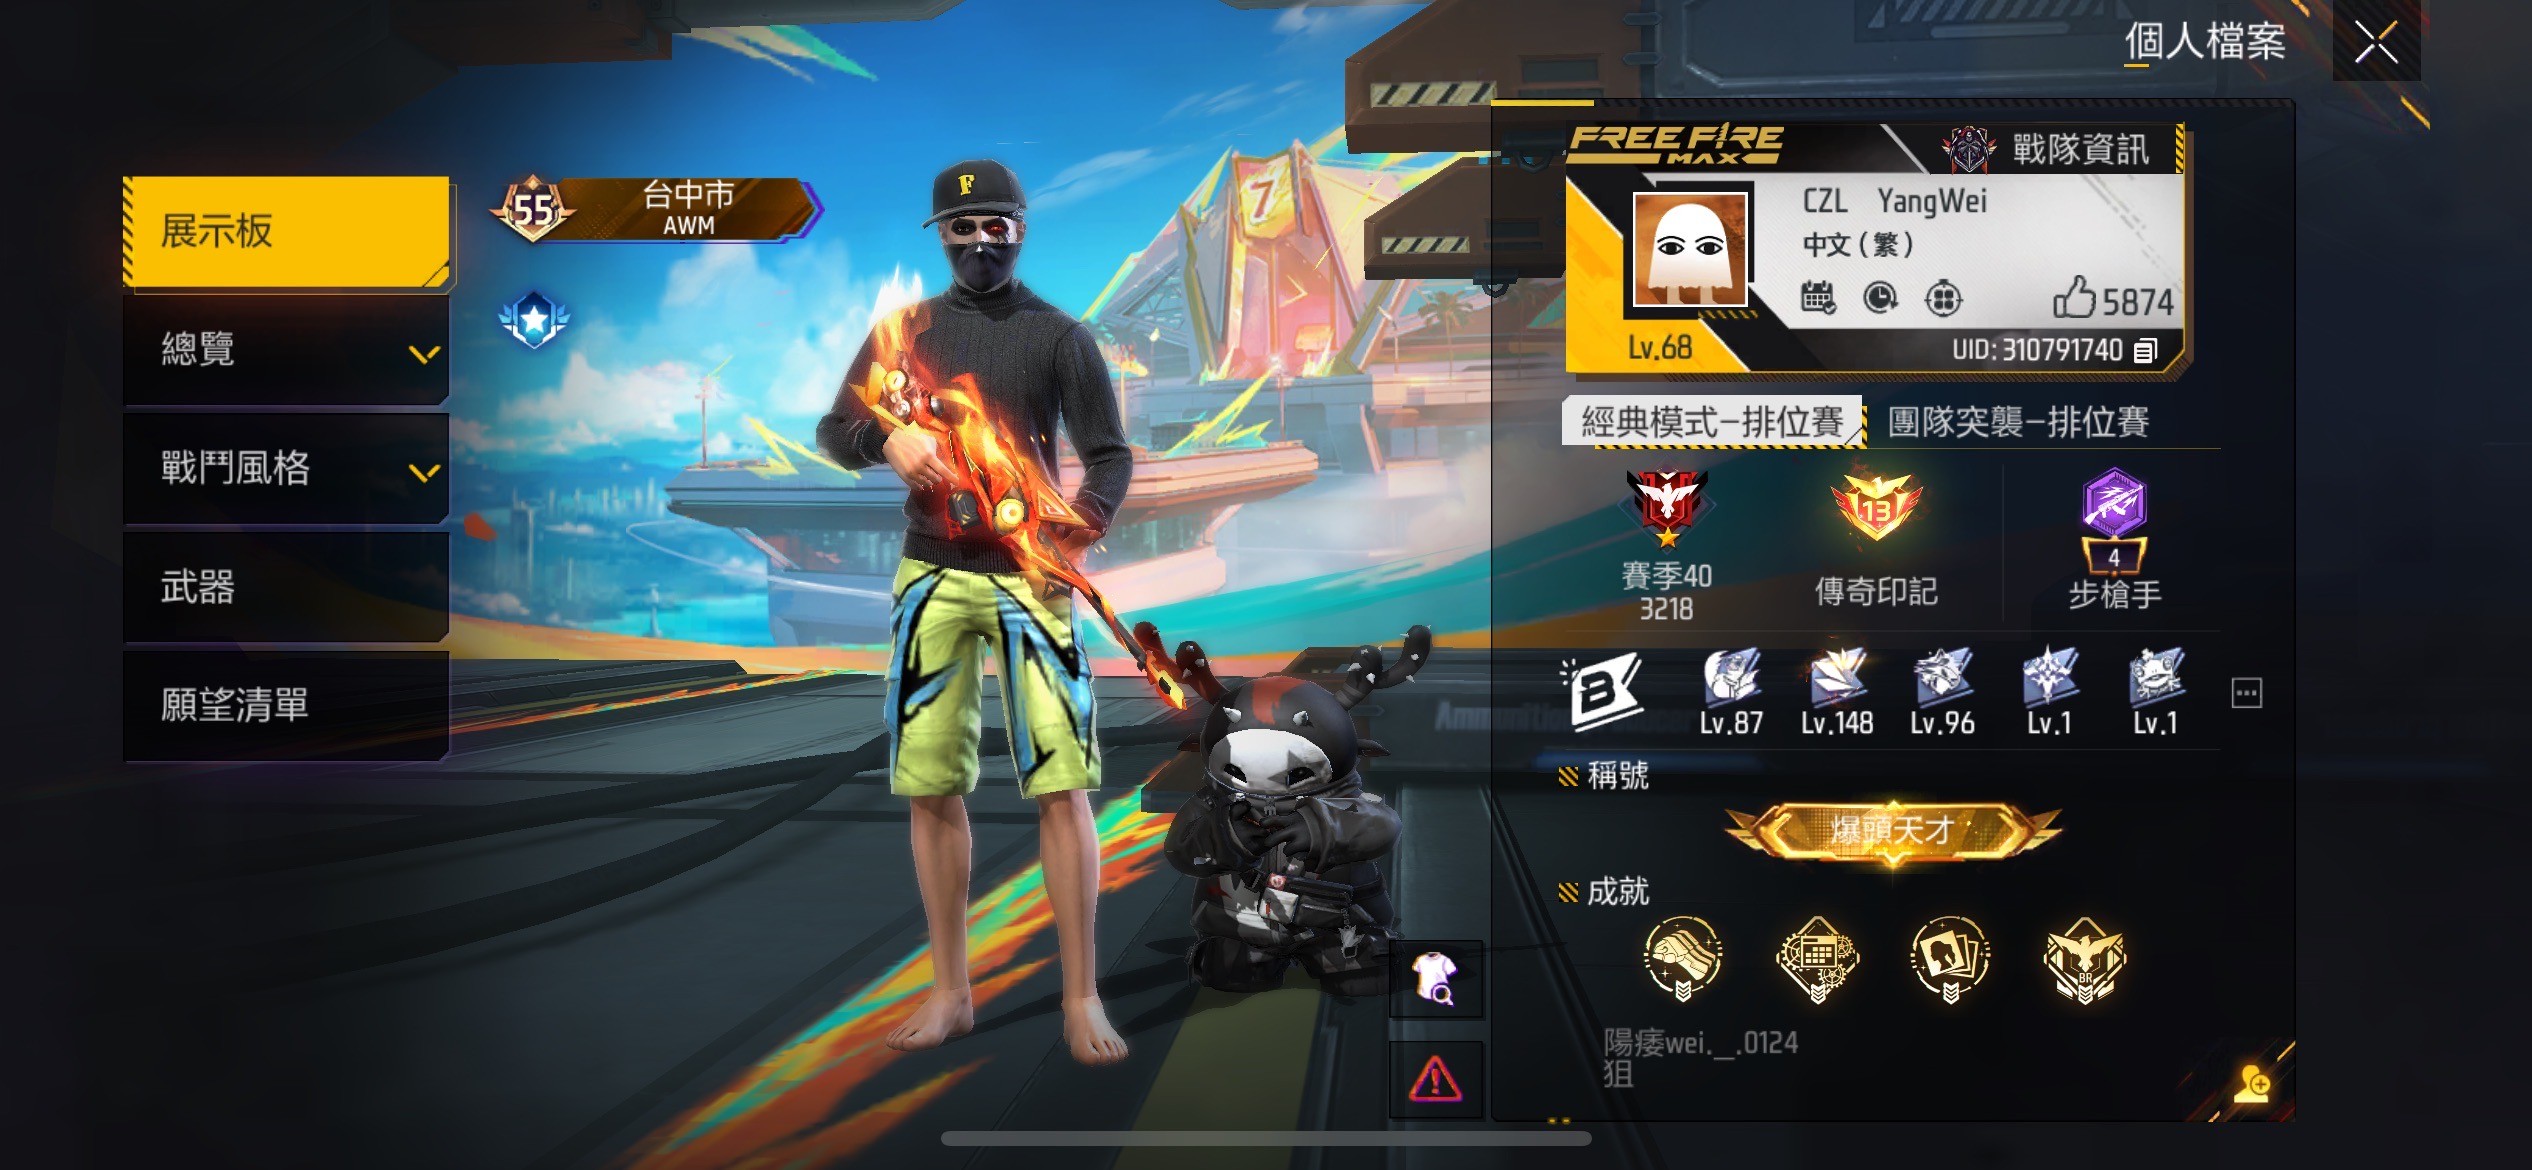 個人檔案
展示板
總覽
戰鬥風格
武器
願望清單
55
台中市
AWM
F
7
FREE FIRE
MAX
戰隊資訊
CZL YangWei
中文(繁)
5874
Lv.68
UID: 310791740
經典模式-排位賽
團隊突襲-排位賽
賽季40
3218
13
傳奇印記
4
步槍手
B
Lv.87
Lv.148
Lv.96
Lv.1
Lv.1
稱號
爆頭天才
成就
BR
陽痿wei._.0124
狙